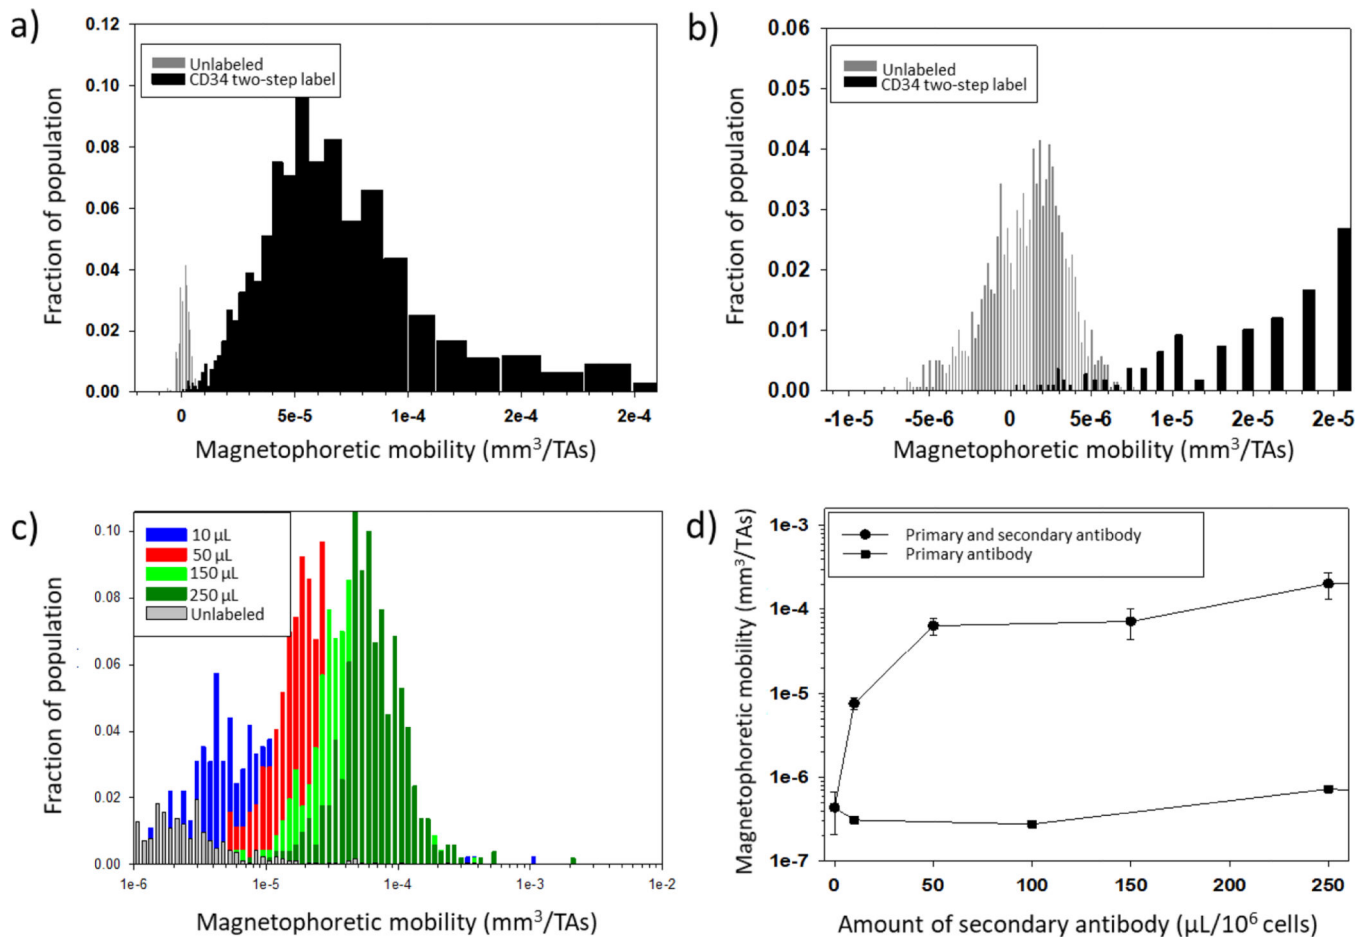 a)
0.12
0.10
0.08
0.06
0.04
0.02
0.00
Fraction of population
Unlabeled
CD34 two-step label
0 5e-5 1e-4 2e-4 2e-4
Magnetophoretic mobility (mm³/TAs)
b)
0.06
0.05
0.04
0.03
0.02
0.01
0.00
Fraction of population
Unlabeled
CD34 two-step label
-1e-5 -5e-6 0 5e-6 1e-5 2e-5 2e-5
Magnetophoretic mobility (mm³/TAs)
c)
0.10
0.08
0.06
0.04
0.02
0.00
Fraction of population
10 µL
50 µL
150 µL
250 µL
Unlabeled
1e-6 1e-5 1e-4 1e-3 1e-2
Magnetophoretic mobility (mm³/TAs)
d)
1e-3
1e-4
1e-5
1e-6
1e-7
Magnetophoretic mobility (mm³/TAs)
Primary and secondary antibody
Primary antibody
0 50 100 150 200 250
Amount of secondary antibody (µL/10⁶ cells)